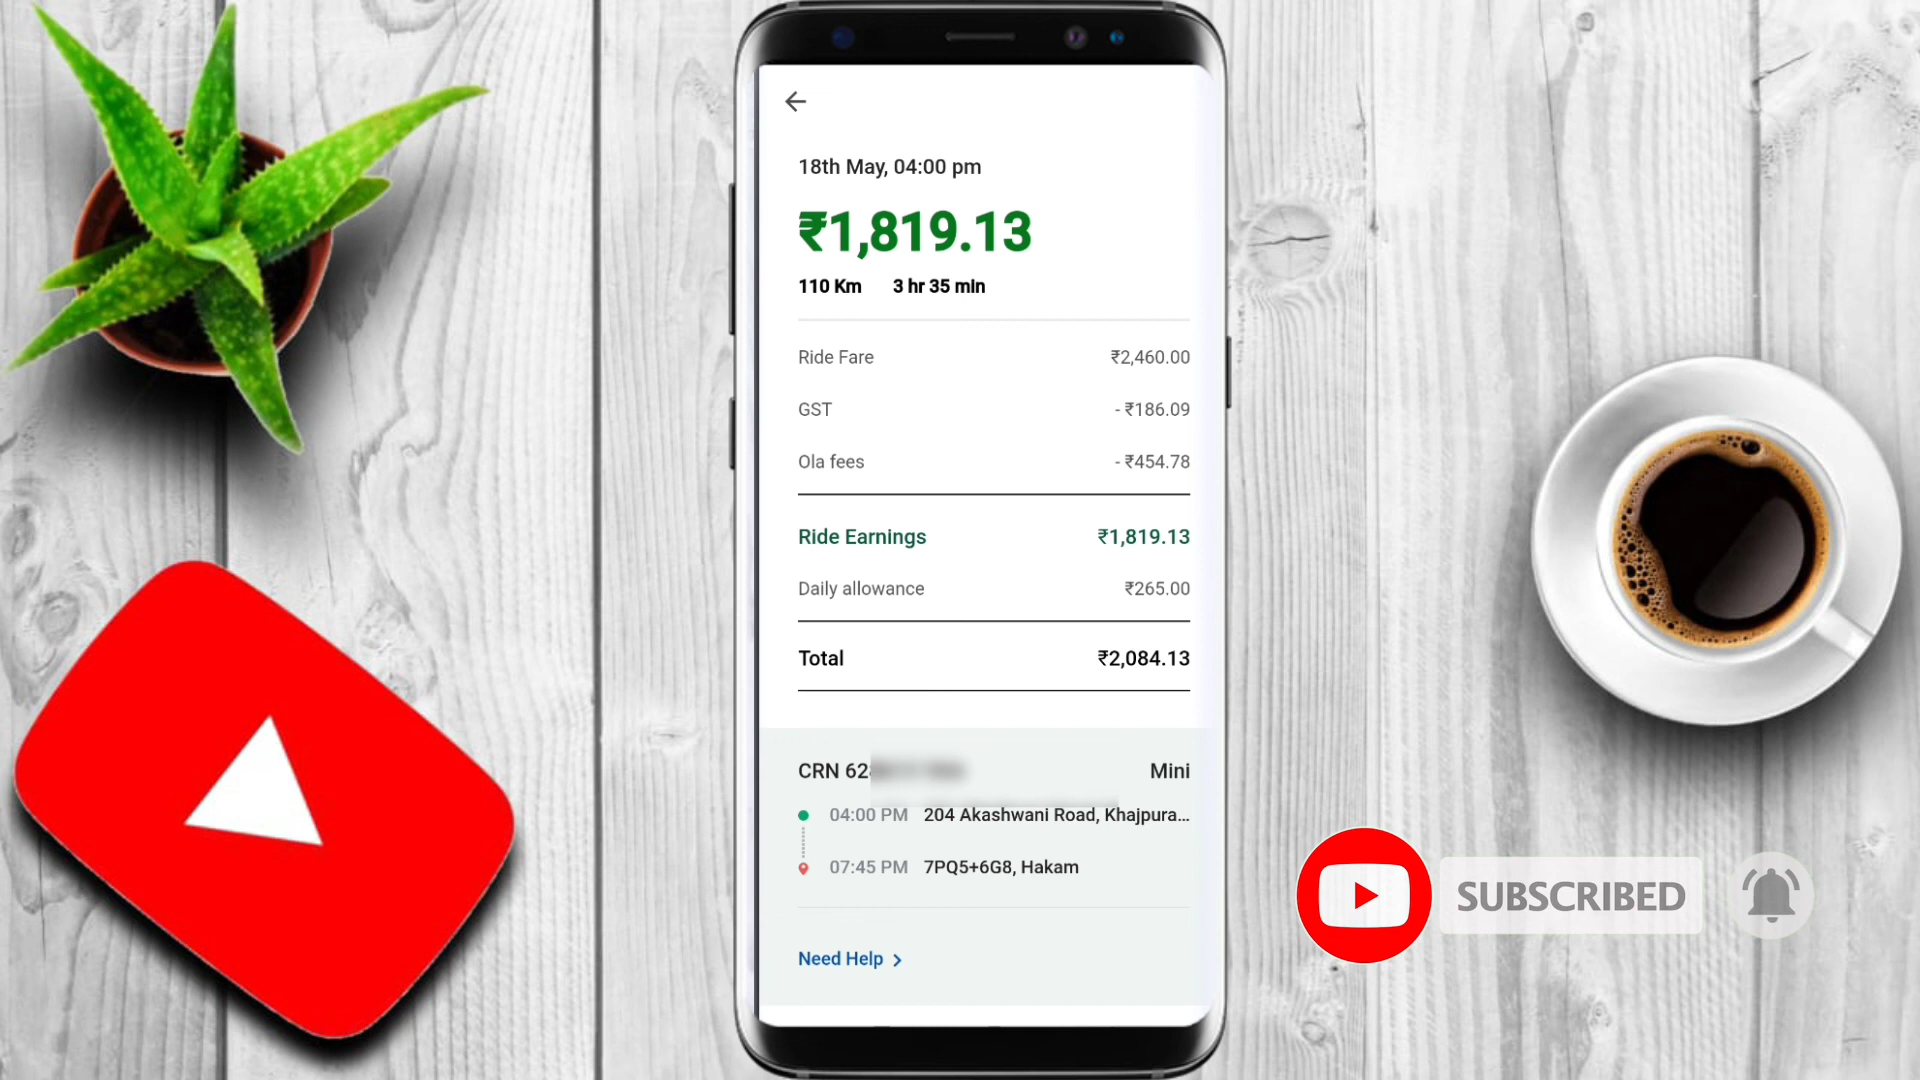 18th May, 04:00 pm
₹1,819.13
110 Km 3 hr 35 min
Ride Fare ₹2,460.00
GST - ₹186.09
Ola fees - ₹454.78
Ride Earnings ₹1,819.13
Daily allowance ₹265.00
Total ₹2,084.13
CRN 62 Mini
04:00 PM 204 Akashwani Road, Khajpura...
07:45 PM 7PQ5+6G8, Hakam
Need Help
SUBSCRIBED